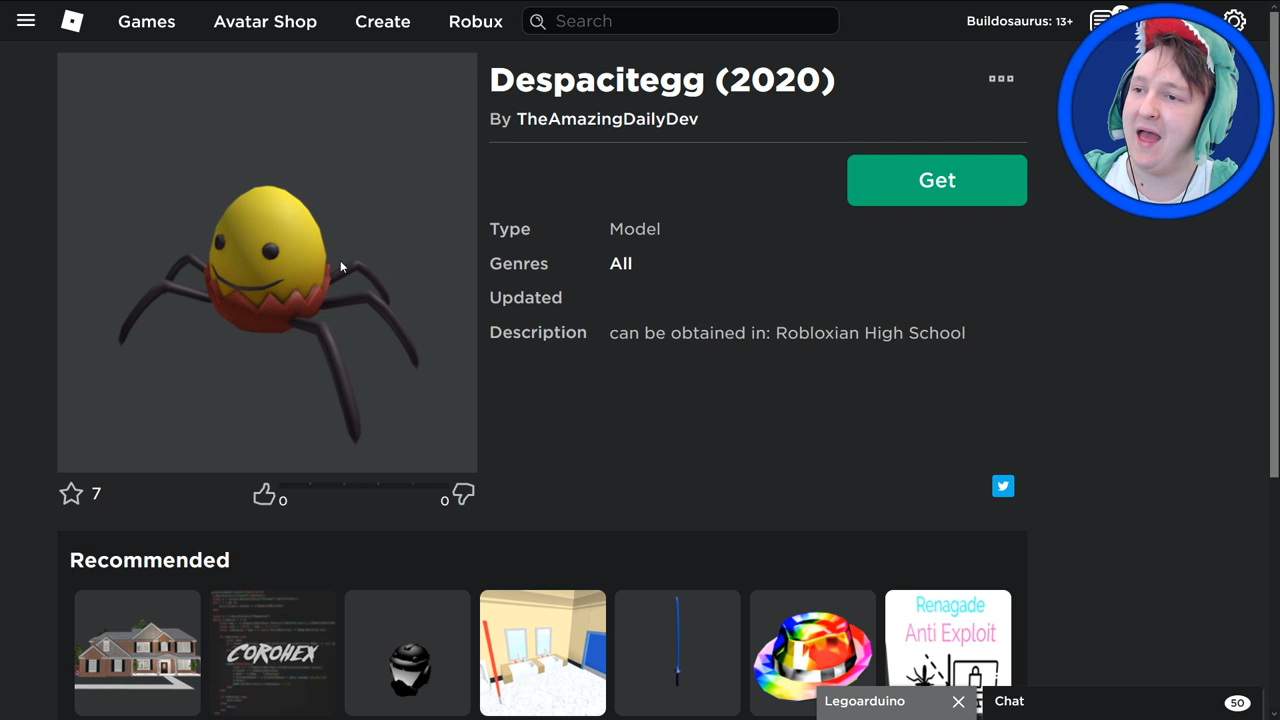 Games Avatar Shop Create Robux Search Buildosaurus: 13+
Despacitegg (2020)
By TheAmazingDailyDev
Get
Type Model
Genres All
Updated
Description can be obtained in: Robloxian High School
7 0 0
Recommended
COROHEX
Renagade
Anti Exploit
Legoarduino Chat 50